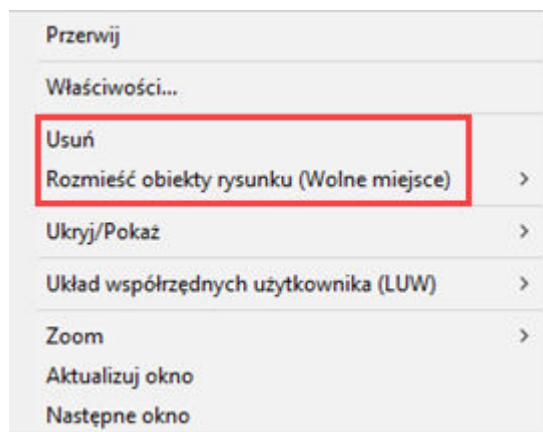 Przerwij
Właściwości...
Usuń
Rozmieść obiekty rysunku (Wolne miejsce)
Ukryj/Pokaż
Układ współrzędnych użytkownika (LUW)
Zoom
Aktualizuj okno
Następne okno